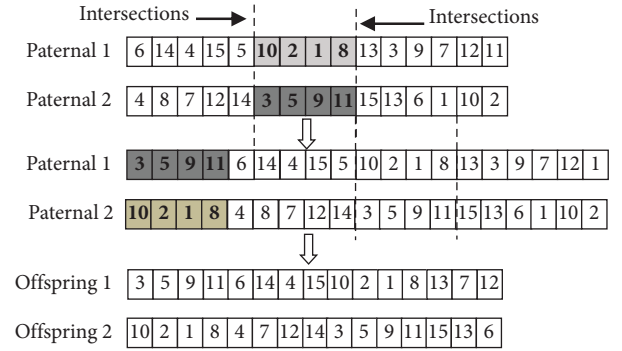 Intersections Intersections
Paternal 1 6 14 4 15 5 10 2 1 8 13 3 9 7 12 11
Paternal 2 4 8 7 12 14 3 5 9 11 15 13 6 1 10 2
Paternal 1 3 5 9 11 6 14 4 15 5 10 2 1 8 13 3 9 7 12 1
Paternal 2 10 2 1 8 4 8 7 12 14 3 5 9 11 15 13 6 1 10 2
Offspring 1 3 5 9 11 6 14 4 15 10 2 1 8 13 7 12
Offspring 2 10 2 1 8 4 7 12 14 3 5 9 11 15 13 6